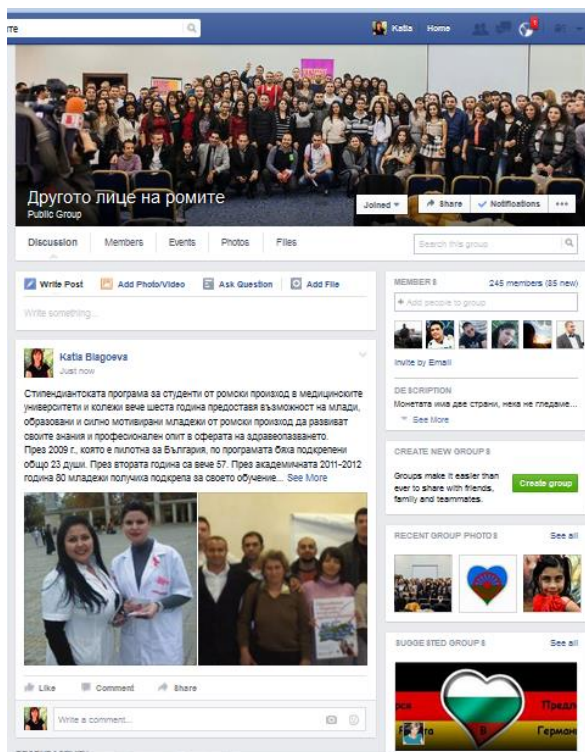 ите
Katia Home
1
Другото лице на ромите
Public Group
Joined Share Notifications
Discussion Members Events Photos Files
Search this group
Write Post Add Photo/Video Ask Question Add File
Write something...
Katia Blagoeva
Just now
Стипендиантската програма за студенти от ромски произход в медицинските
университети и колежи вече шеста година предоставя възможност на млади,
образовани и силно мотивирани младежи от ромски произход да развиват
своите знания и професионален опит в сферата на здравеопазването.
През 2009 г., която е пилотна за България, по програмата бяха подкрепени
общо 23 души. През втората година са вече 57. През академичната 2011-2012
година 80 младежи получиха подкрепа за своето обучение... See More
Like Comment Share
Write a comment...
MEMBERS 245 members (85 new)
+ Add people to group
Invite by Email
DESCRIPTION
Монетата има две страни, нека не гледаме...
See More
CREATE NEW GROUPS
Groups make it easier than
ever to share with friends,
family and teammates.
Create group
RECENT GROUP PHOTOS See all
SUGGESTED GROUPS See all
рси Предл
Р та В Герман